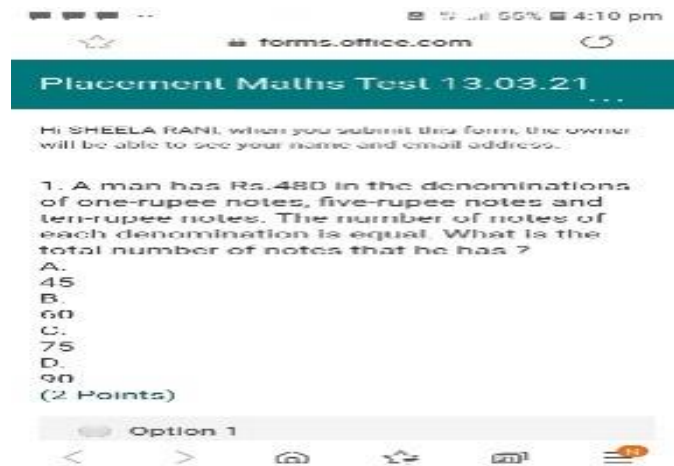 55% 4:10 pm
forms.office.com
Placement Maths Test 13.03.21
...
Hi SHEELA RANI, when you submit this form, the owner
will be able to see your name and email address.
1. A man has Rs.480 in the denominations
of one-rupee notes, five-rupee notes and
ten-rupee notes. The number of notes of
each denomination is equal. What is the
total number of notes that he has ?
A.
45
B.
60
C.
75
D.
90
(2 Points)
Option 1
N